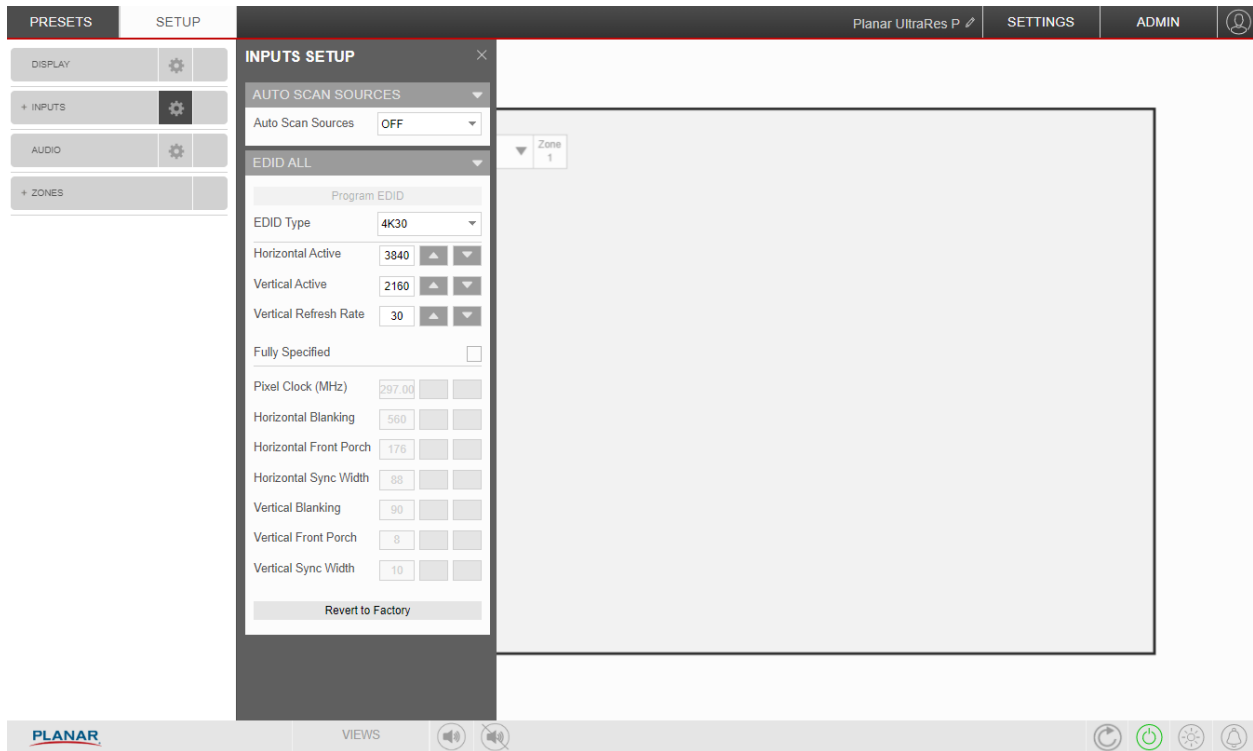 PRESETS
SETUP
Planar UltraRes P
SETTINGS
ADMIN
DISPLAY
+ INPUTS
AUDIO
+ ZONES
INPUTS SETUP
AUTO SCAN SOURCES
Auto Scan Sources OFF
EDID ALL
Program EDID
EDID Type 4K30
Horizontal Active 3840
Vertical Active 2160
Vertical Refresh Rate 30
Fully Specified
Pixel Clock (MHz) 297.00
Horizontal Blanking 560
Horizontal Front Porch 176
Horizontal Sync Width 88
Vertical Blanking 90
Vertical Front Porch 8
Vertical Sync Width 10
Revert to Factory
Zone
1
PLANAR
VIEWS